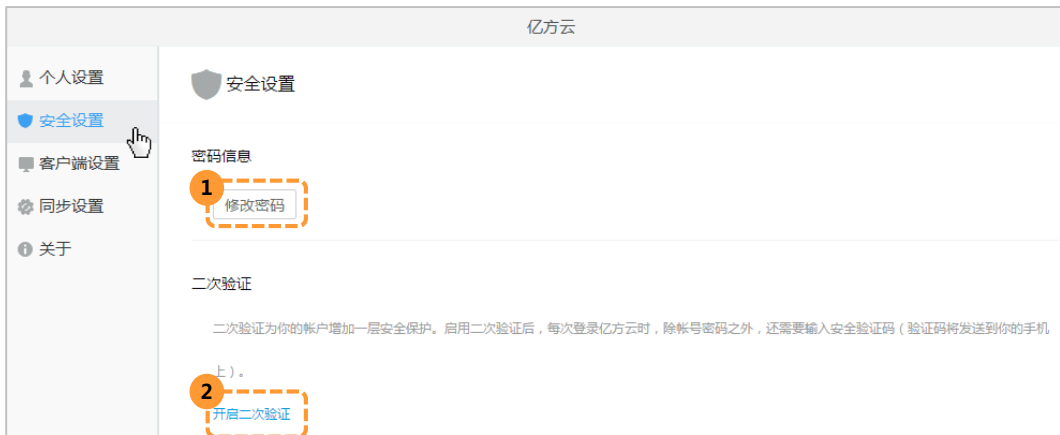 亿方云
个人设置
安全设置
客户端设置
同步设置
关于
安全设置
密码信息
1
修改密码
二次验证
二次验证为你的帐户增加一层安全保护。启用二次验证后，每次登录亿方云时，除帐号密码之外，还需要输入安全验证码（验证码将发送到你的手机
上）。
2
开启二次验证